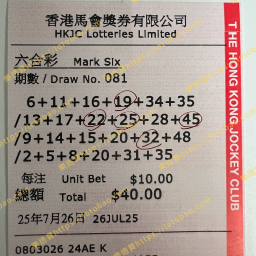 香港馬會獎券有限公司
HKJC Lotteries Limited
六合彩 Mark Six
期數 / Draw No. 081
6+11+16+19+34+35
/13+17+22+25+28+45
/9+14+15+20+32+48
/2+5+8+20+31+35
每注 Unit Bet $10.00
總額 Total $40.00
25年7月26日 26JUL25
0803026 24AE K
THE HONG KONG JOCKEY CLUB